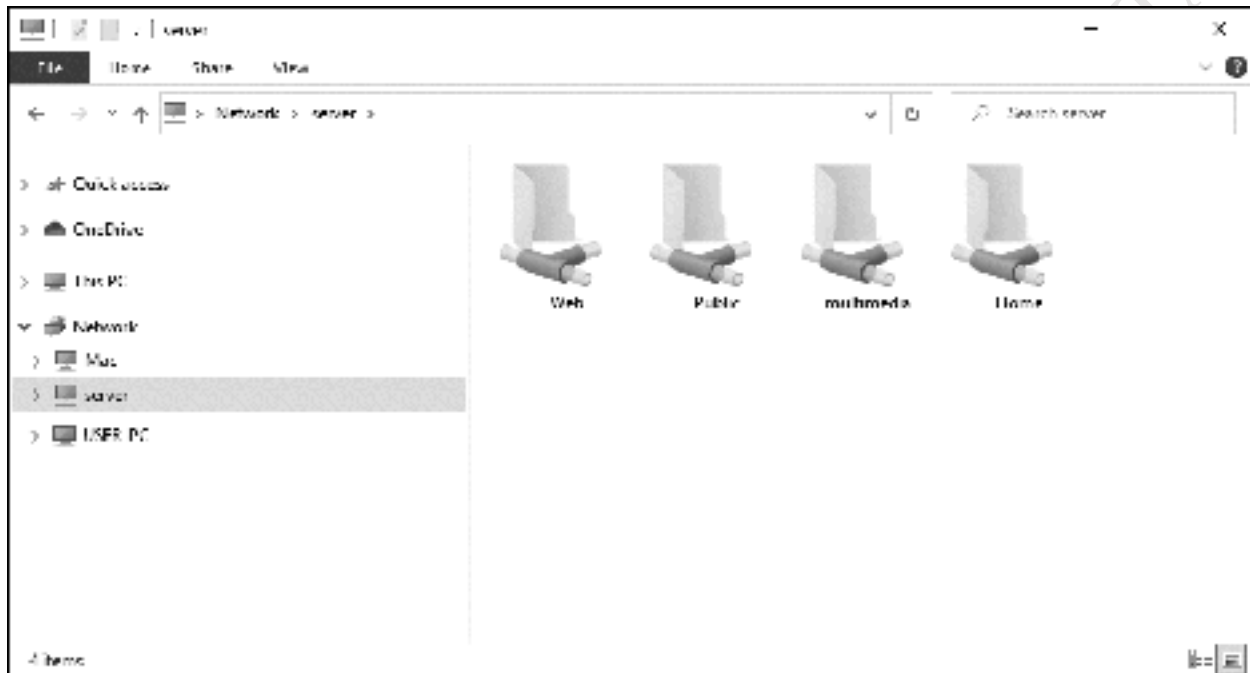 server
File Home Share View
Network > server >
Search server
Quick access
OneDrive
This PC
Network
Mac
server
USER-PC
Web Public multimedia Home
4 items